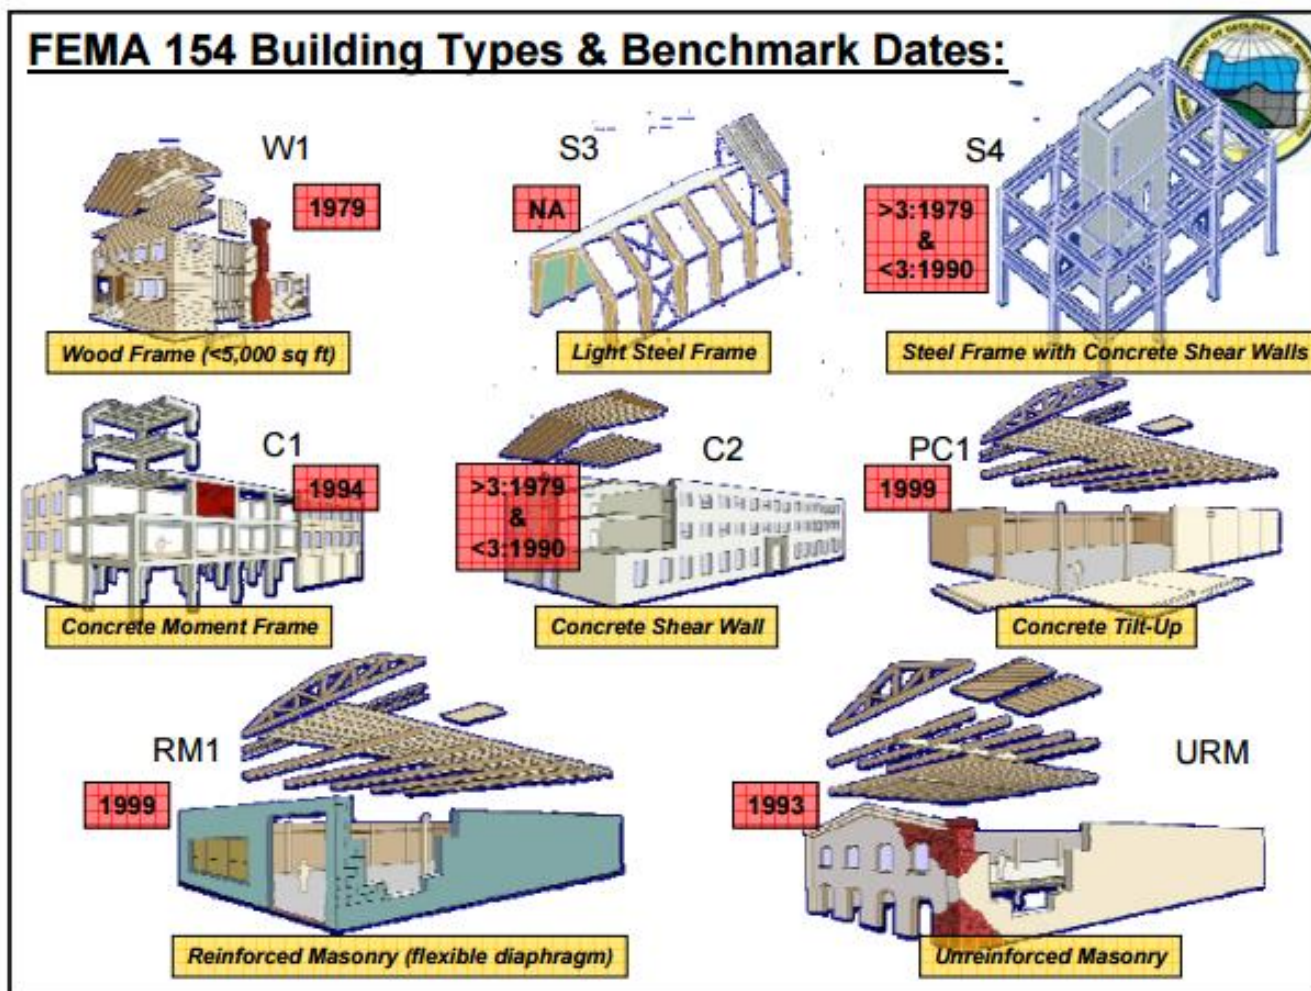 FEMA 154 Building Types & Benchmark Dates:
W1
1979
Wood Frame (<5,000 sq ft)
S3
NA
Light Steel Frame
S4
>3:1979
&
<3:1990
Steel Frame with Concrete Shear Walls
C1
1994
Concrete Moment Frame
C2
>3:1979
&
<3:1990
Concrete Shear Wall
PC1
1999
Concrete Tilt-Up
RM1
1999
Reinforced Masonry (flexible diaphragm)
URM
1993
Unreinforced Masonry